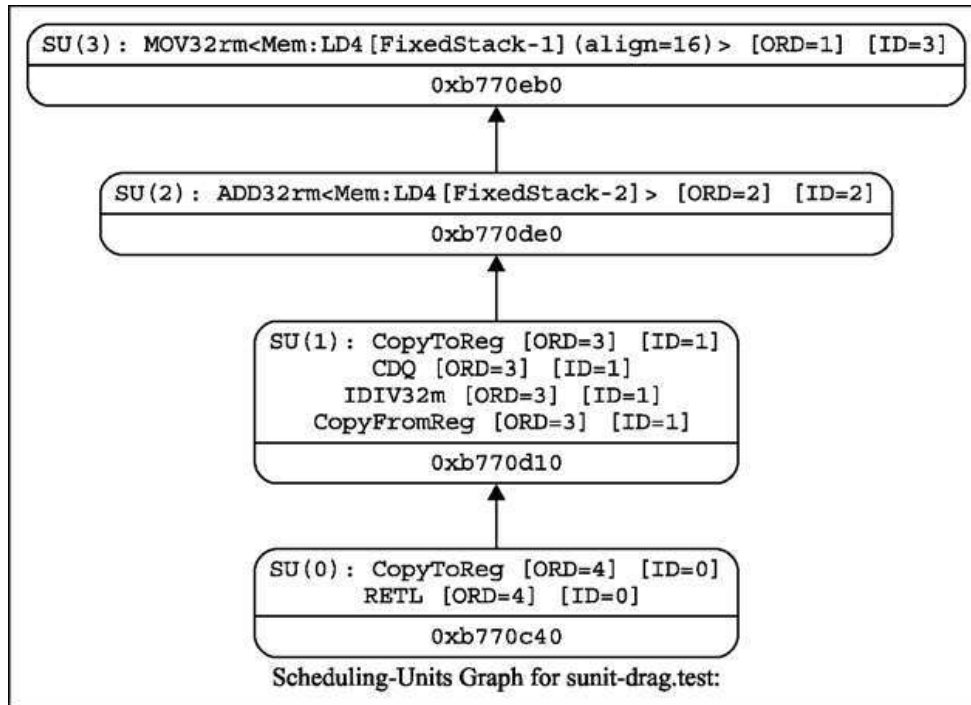 SU(3): MOV32rm<Mem:LD4[FixedStack-1](align=16)> [ORD=1] [ID=3]
0xb770eb0
SU(2): ADD32rm<Mem:LD4[FixedStack-2]> [ORD=2] [ID=2]
0xb770de0
SU(1): CopyToReg [ORD=3] [ID=1]
CDQ [ORD=3] [ID=1]
IDIV32m [ORD=3] [ID=1]
CopyFromReg [ORD=3] [ID=1]
0xb770d10
SU(0): CopyToReg [ORD=4] [ID=0]
RETL [ORD=4] [ID=0]
0xb770c40
Scheduling-Units Graph for sunit-drag.test: